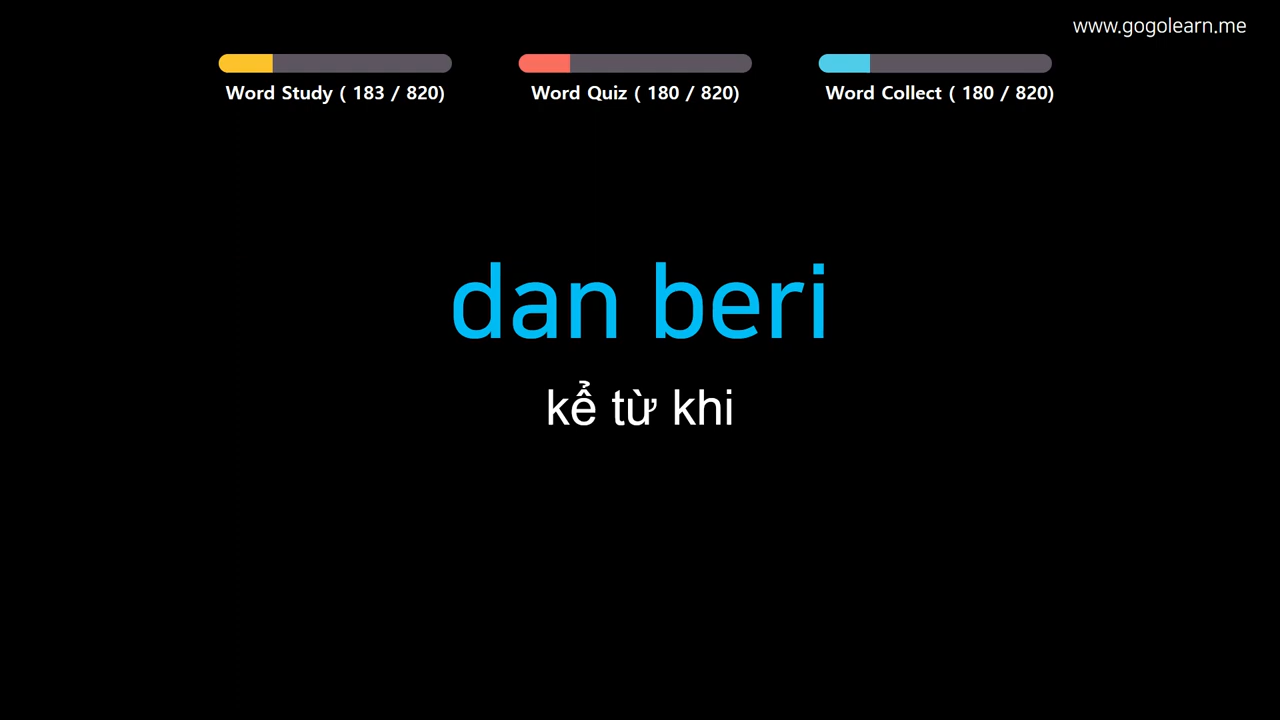 www.gogolearn.me
Word Study ( 183 / 820)
Word Quiz ( 180 / 820)
Word Collect ( 180 / 820)
dan beri
kể từ khi